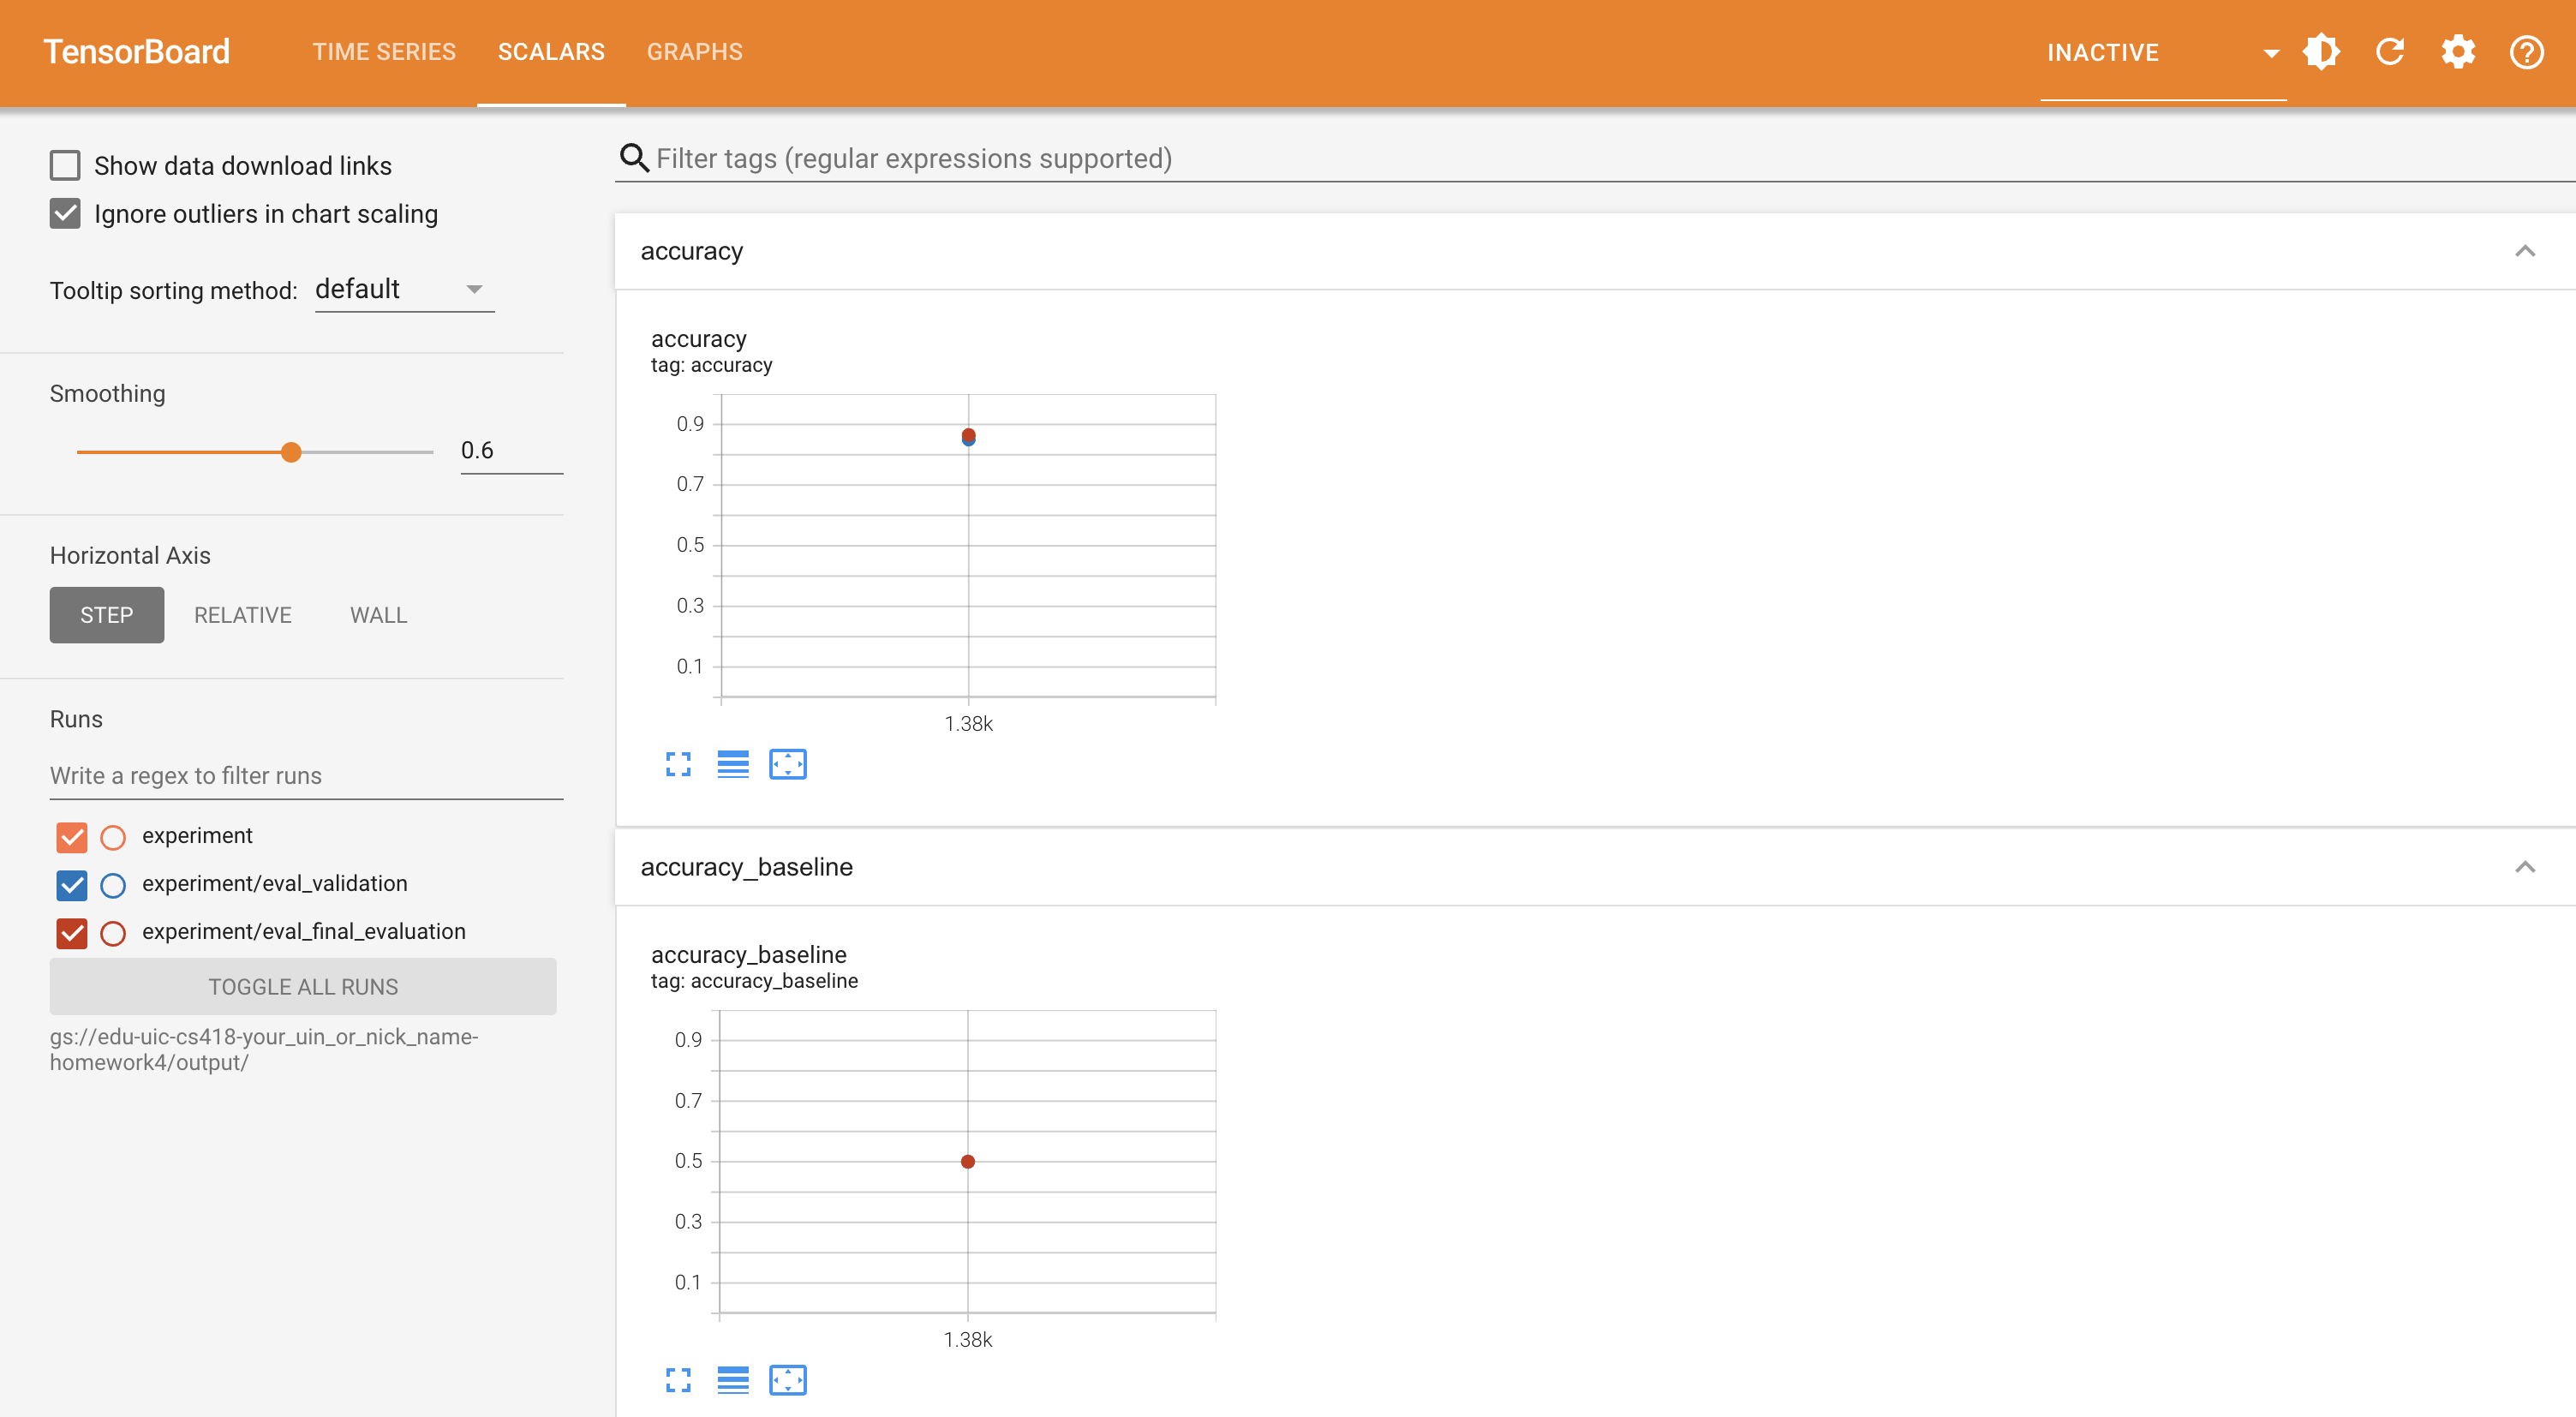 TensorBoard TIME SERIES SCALARS GRAPHS INACTIVE
Show data download links
Ignore outliers in chart scaling
Tooltip sorting method: default
Smoothing
0.6
Horizontal Axis
STEP RELATIVE WALL
Runs
Write a regex to filter runs
experiment
experiment/eval_validation
experiment/eval_final_evaluation
TOGGLE ALL RUNS
gs://edu-uic-cs418-your_uin_or_nick_name-
homework4/output/
Filter tags (regular expressions supported)
accuracy
accuracy
tag: accuracy
0.9
0.7
0.5
0.3
0.1
1.38k
accuracy_baseline
accuracy_baseline
tag: accuracy_baseline
0.9
0.7
0.5
0.3
0.1
1.38k